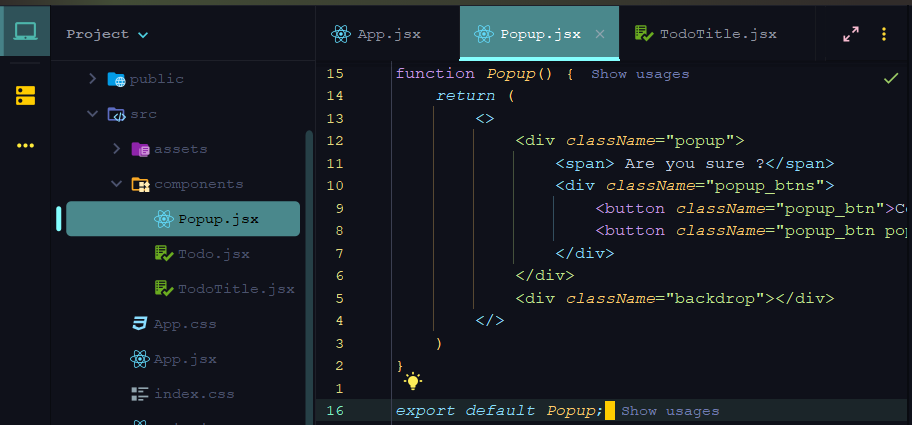 Project
App.jsx
Popup.jsx
TodoTitle.jsx
public
src
assets
components
Popup.jsx
Todo.jsx
TodoTitle.jsx
App.css
App.jsx
index.css
15 function Popup() { Show usages
14 return (
13 <>
12 <div className="popup">
11 <span> Are you sure ?</span>
10 <div className="popup_btns">
9 <button className="popup_btn">Co
8 <button className="popup_btn pop
7 </div>
6 </div>
5 <div className="backdrop"></div>
4 </>
3 )
2 }
1
16 export default Popup; Show usages